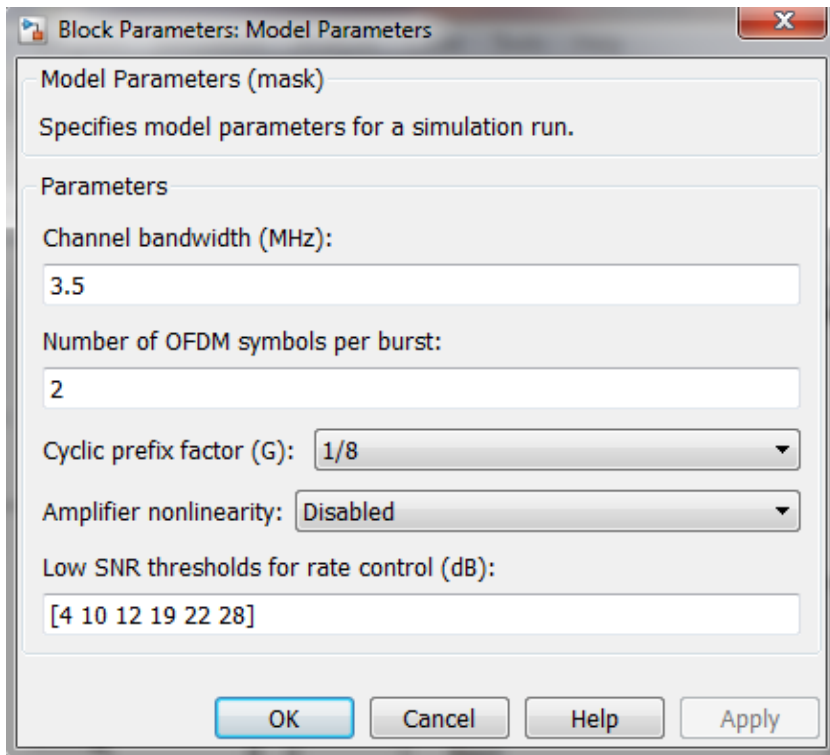 Block Parameters: Model Parameters
Model Parameters (mask)
Specifies model parameters for a simulation run.
Parameters
Channel bandwidth (MHz):
3.5
Number of OFDM symbols per burst:
2
Cyclic prefix factor (G): 1/8
Amplifier nonlinearity: Disabled
Low SNR thresholds for rate control (dB):
[4 10 12 19 22 28]
OK Cancel Help Apply